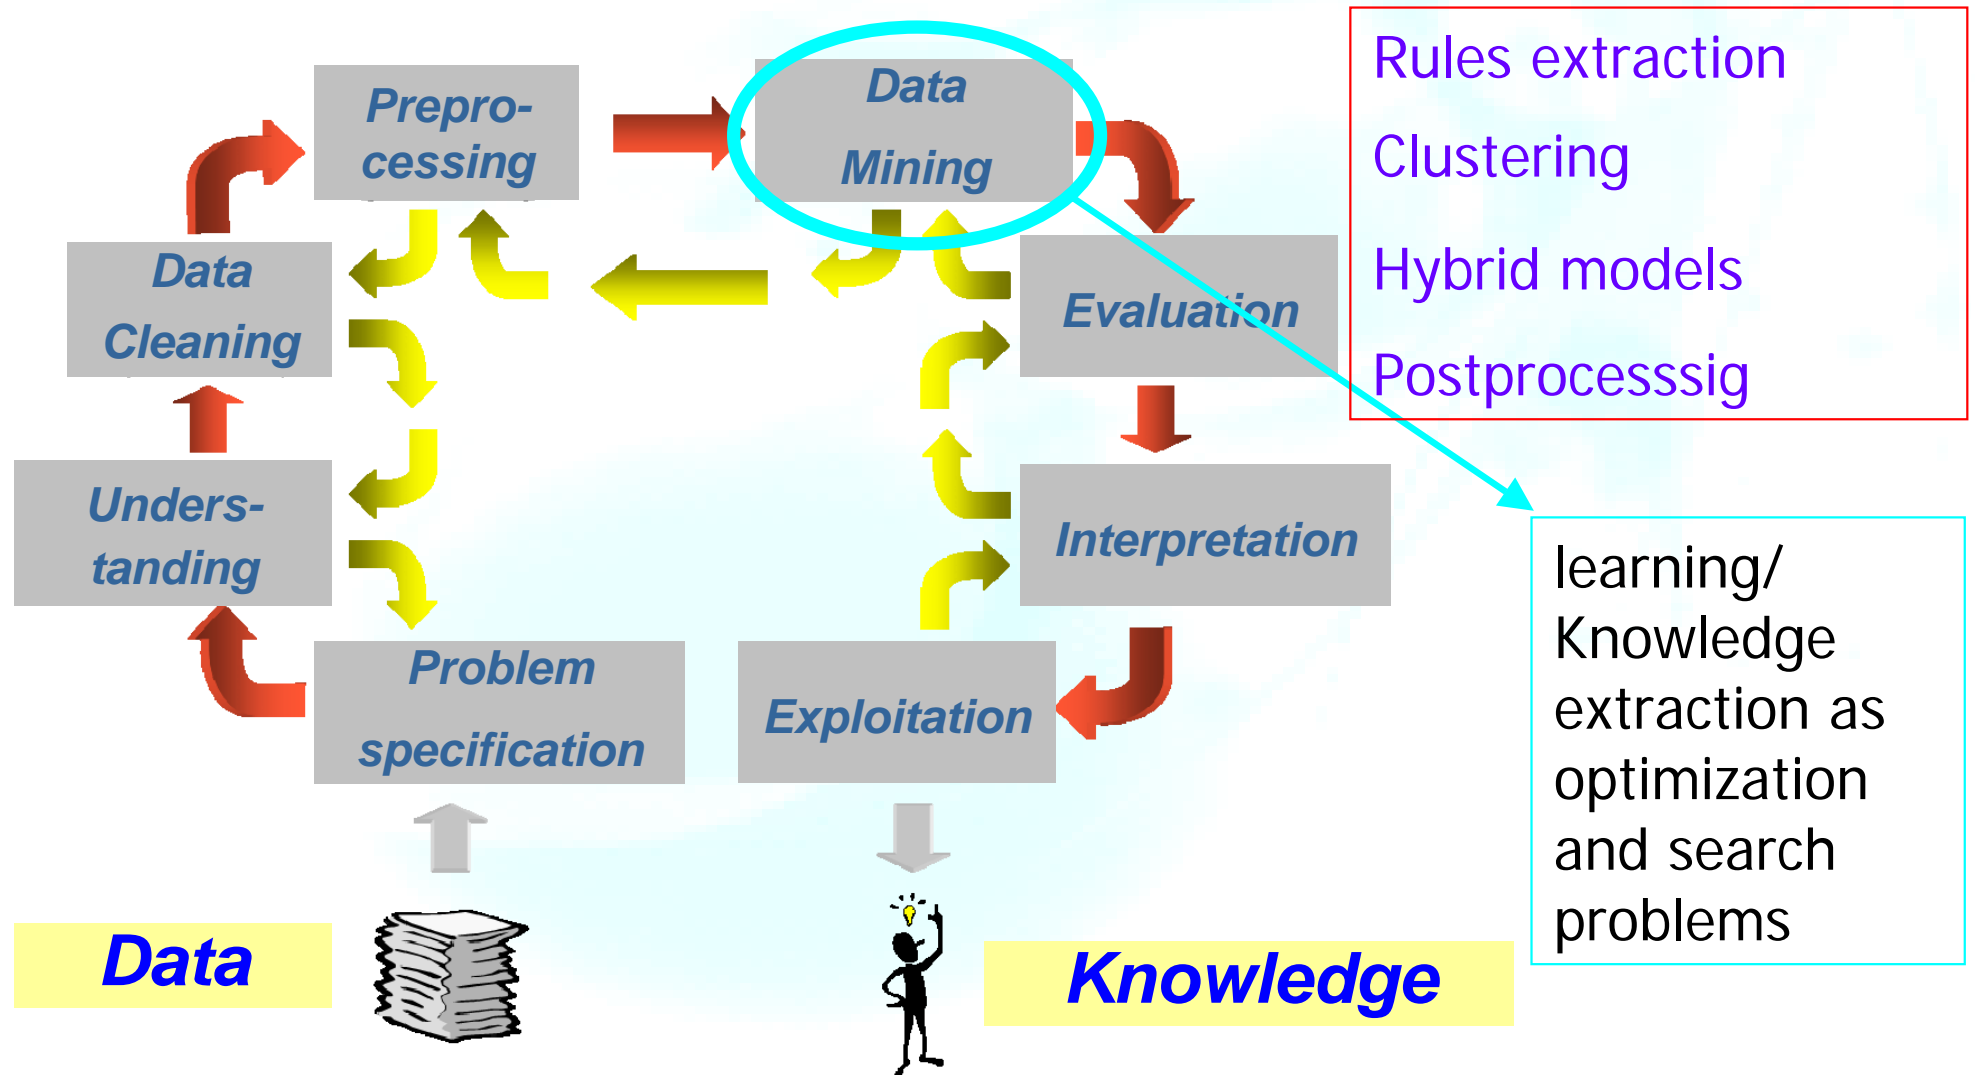 Prepro-
cessing
Data
Mining
Data
Cleaning
Evaluation
Unders-
tanding
Interpretation
Problem
specification
Exploitation
Data
Knowledge
Rules extraction
Clustering
Hybrid models
Postprocesssig
learning/
Knowledge
extraction as
optimization
and search
problems